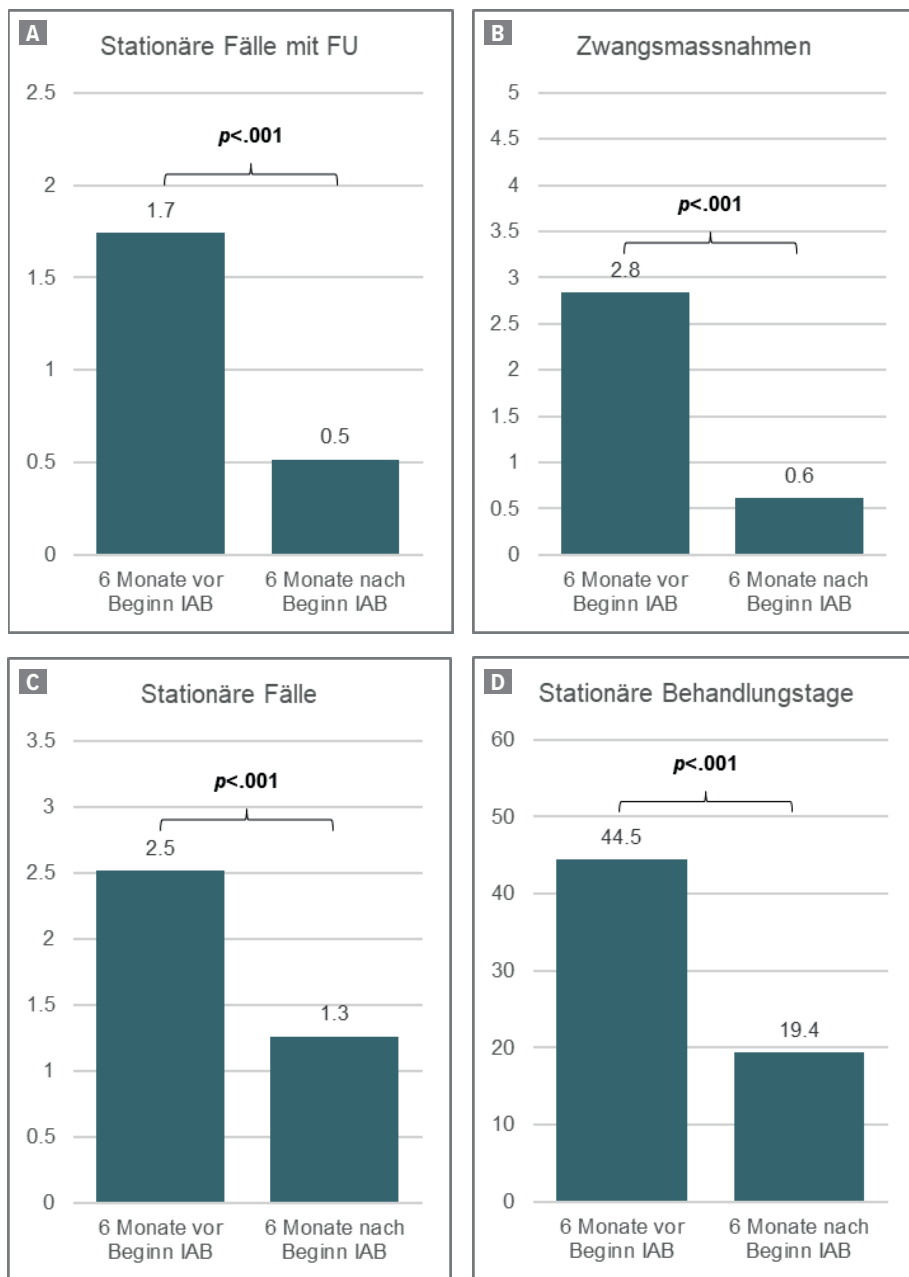 A
Stationäre Fälle mit FU
2.5
2
1.5
1
0.5
0
p<.001
1.7
0.5
6 Monate vor
Beginn IAB
6 Monate nach
Beginn IAB
B
Zwangsmassnahmen
5
4.5
4
3.5
3
2.5
2
1.5
1
0.5
0
p<.001
2.8
0.6
6 Monate vor
Beginn IAB
6 Monate nach
Beginn IAB
C
Stationäre Fälle
3.5
3
2.5
2
1.5
1
0.5
0
p<.001
2.5
1.3
6 Monate vor
Beginn IAB
6 Monate nach
Beginn IAB
D
Stationäre Behandlungstage
60
50
40
30
20
10
0
p<.001
44.5
19.4
6 Monate vor
Beginn IAB
6 Monate nach
Beginn IAB